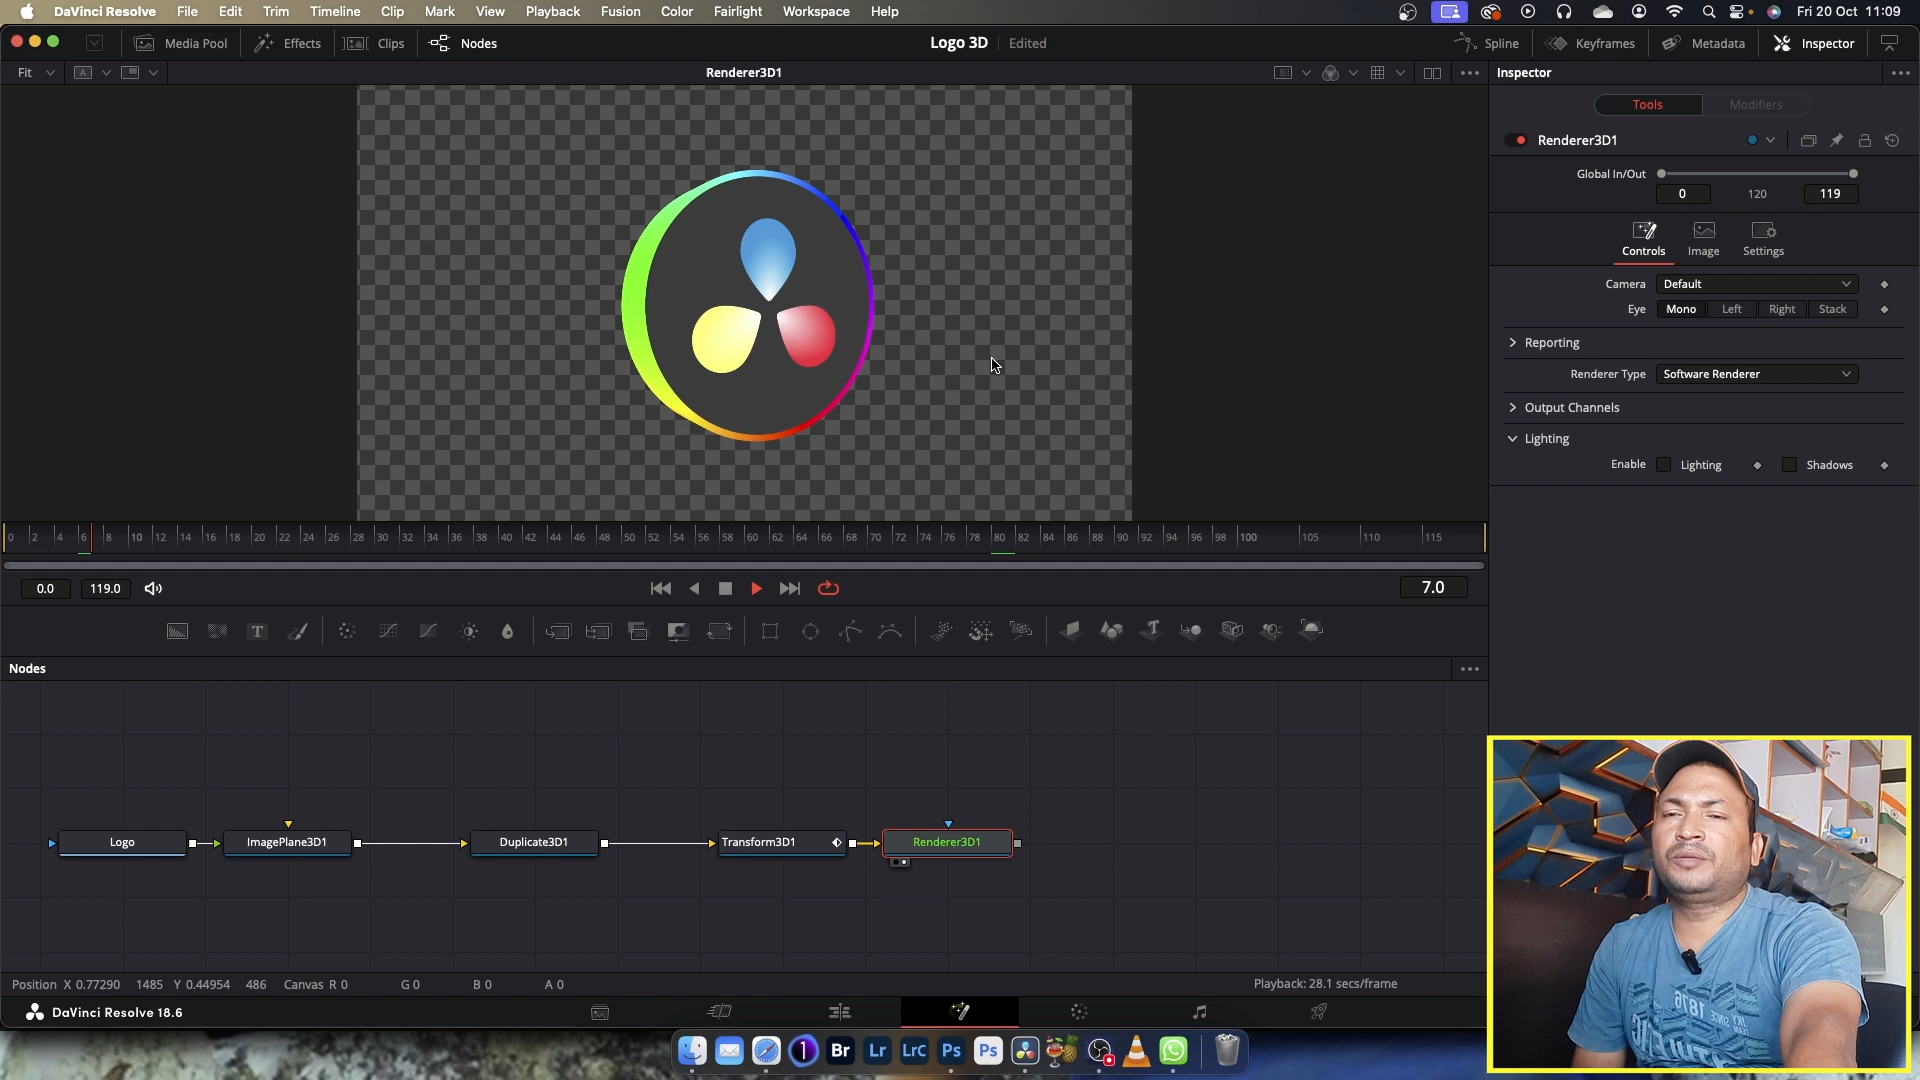 DaVinci Resolve File Edit Trim Timeline Clip Mark View Playback Fusion Color Fairlight Workspace Help Fri 20 Oct 11:09
Media Pool Effects Clips Nodes Logo 3D Edited Spline Keyframes Metadata Inspector
Fit A Renderer3D1 Inspector
Tools Modifiers
Renderer3D1
Global In/Out
0 120 119
Controls Image Settings
Camera Default
Eye Mono Left Right Stack
Reporting
Renderer Type Software Renderer
Output Channels
Lighting
Enable Lighting Shadows
0 2 4 6 8 10 12 14 16 18 20 22 24 26 28 30 32 34 36 38 40 42 44 46 48 50 52 54 56 58 60 62 64 66 68 70 72 74 76 78 80 82 84 86 88 90 92 94 96 98 100 105 110 115
0.0 119.0 7.0
Nodes
Logo ImagePlane3D1 Duplicate3D1 Transform3D1 Renderer3D1
Position X 0.77290 1485 Y 0.44954 486 Canvas R 0 G 0 B 0 A 0 Playback: 28.1 secs/frame
DaVinci Resolve 18.6
1 Br Lr LrC Ps Ps